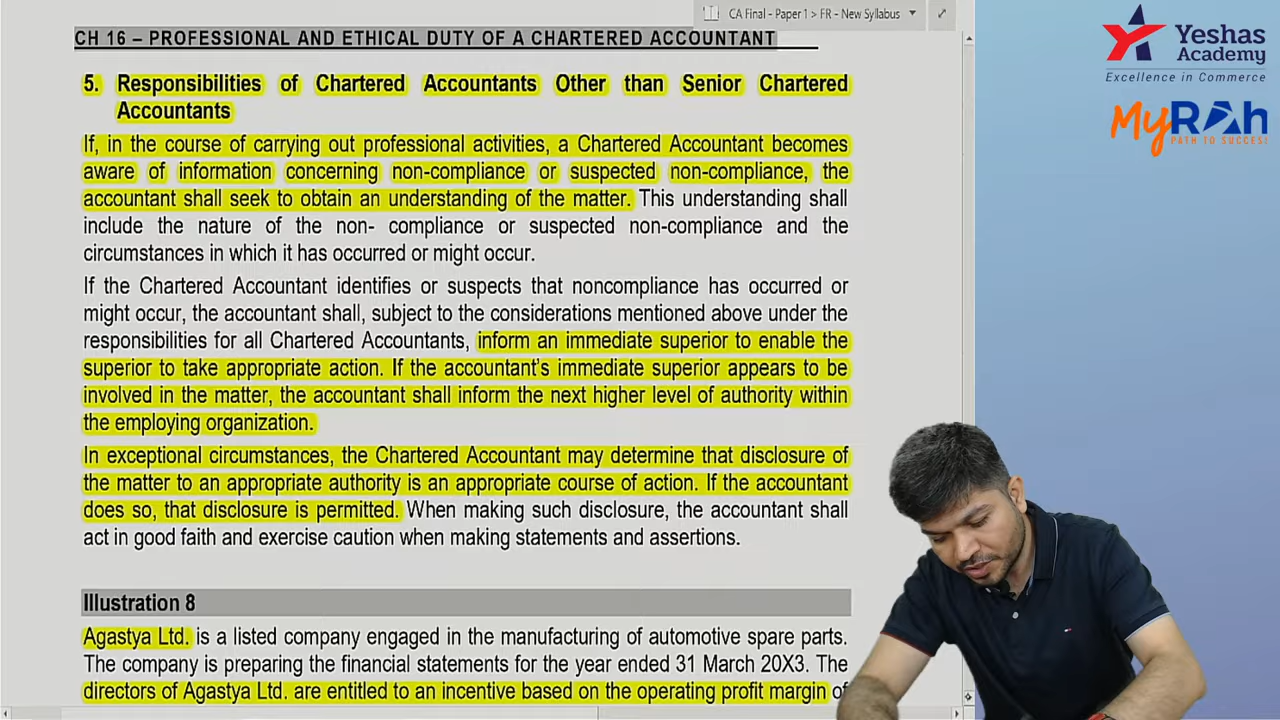 CA Final - Paper 1 > FR - New Syllabus
CH 16 – PROFESSIONAL AND ETHICAL DUTY OF A CHARTERED ACCOUNTANT
Yeshas
Academy
Excellence in Commerce
MyRAh
PATH TO SUCCESS
5. Responsibilities of Chartered Accountants Other than Senior Chartered
Accountants
If, in the course of carrying out professional activities, a Chartered Accountant becomes
aware of information concerning non-compliance or suspected non-compliance, the
accountant shall seek to obtain an understanding of the matter. This understanding shall
include the nature of the non- compliance or suspected non-compliance and the
circumstances in which it has occurred or might occur.
If the Chartered Accountant identifies or suspects that noncompliance has occurred or
might occur, the accountant shall, subject to the considerations mentioned above under the
responsibilities for all Chartered Accountants, inform an immediate superior to enable the
superior to take appropriate action. If the accountant's immediate superior appears to be
involved in the matter, the accountant shall inform the next higher level of authority within
the employing organization.
In exceptional circumstances, the Chartered Accountant may determine that disclosure of
the matter to an appropriate authority is an appropriate course of action. If the accountant
does so, that disclosure is permitted. When making such disclosure, the accountant shall
act in good faith and exercise caution when making statements and assertions.
Illustration 8
Agastya Ltd. is a listed company engaged in the manufacturing of automotive spare parts.
The company is preparing the financial statements for the year ended 31 March 20X3. The
directors of Agastya Ltd. are entitled to an incentive based on the operating profit margin of